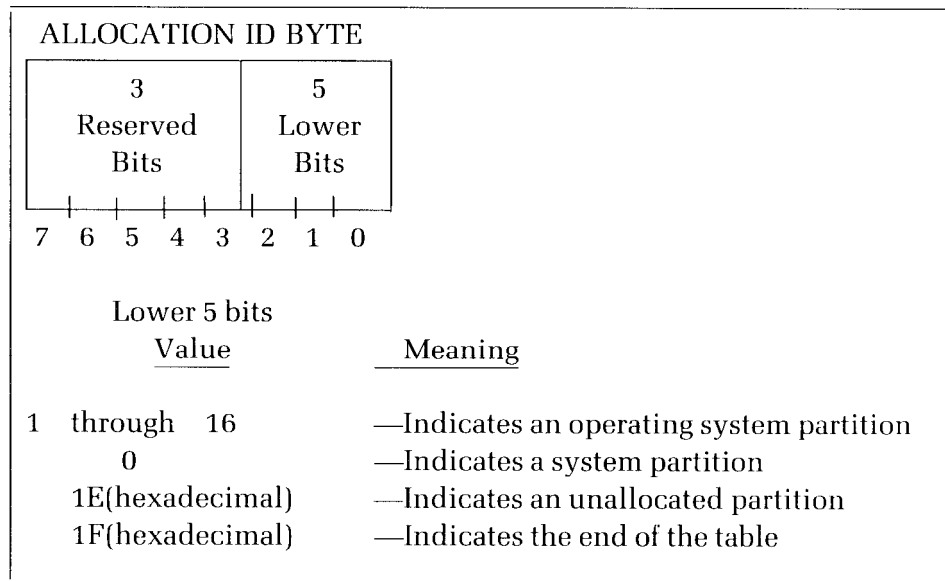 ALLOCATION ID BYTE
3 5
Reserved Lower
Bits Bits
7 6 5 4 3 2 1 0
Lower 5 bits
Value Meaning
1 through 16 —Indicates an operating system partition
0 —Indicates a system partition
1E(hexadecimal) —Indicates an unallocated partition
1F(hexadecimal) —Indicates the end of the table